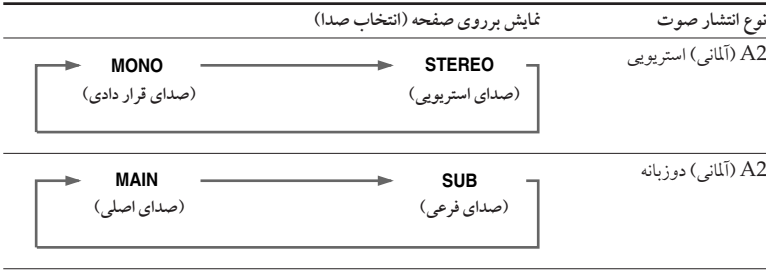 نوع انتشار صوت نمایش برروی صفحه (انتخاب صدا)
A2 (آلمانی) استریویی
MONO STEREO
(صدای قرار دادی) (صدای استریویی)
A2 (آلمانی) دوزبانه
MAIN SUB
(صدای اصلی) (صدای فرعی)